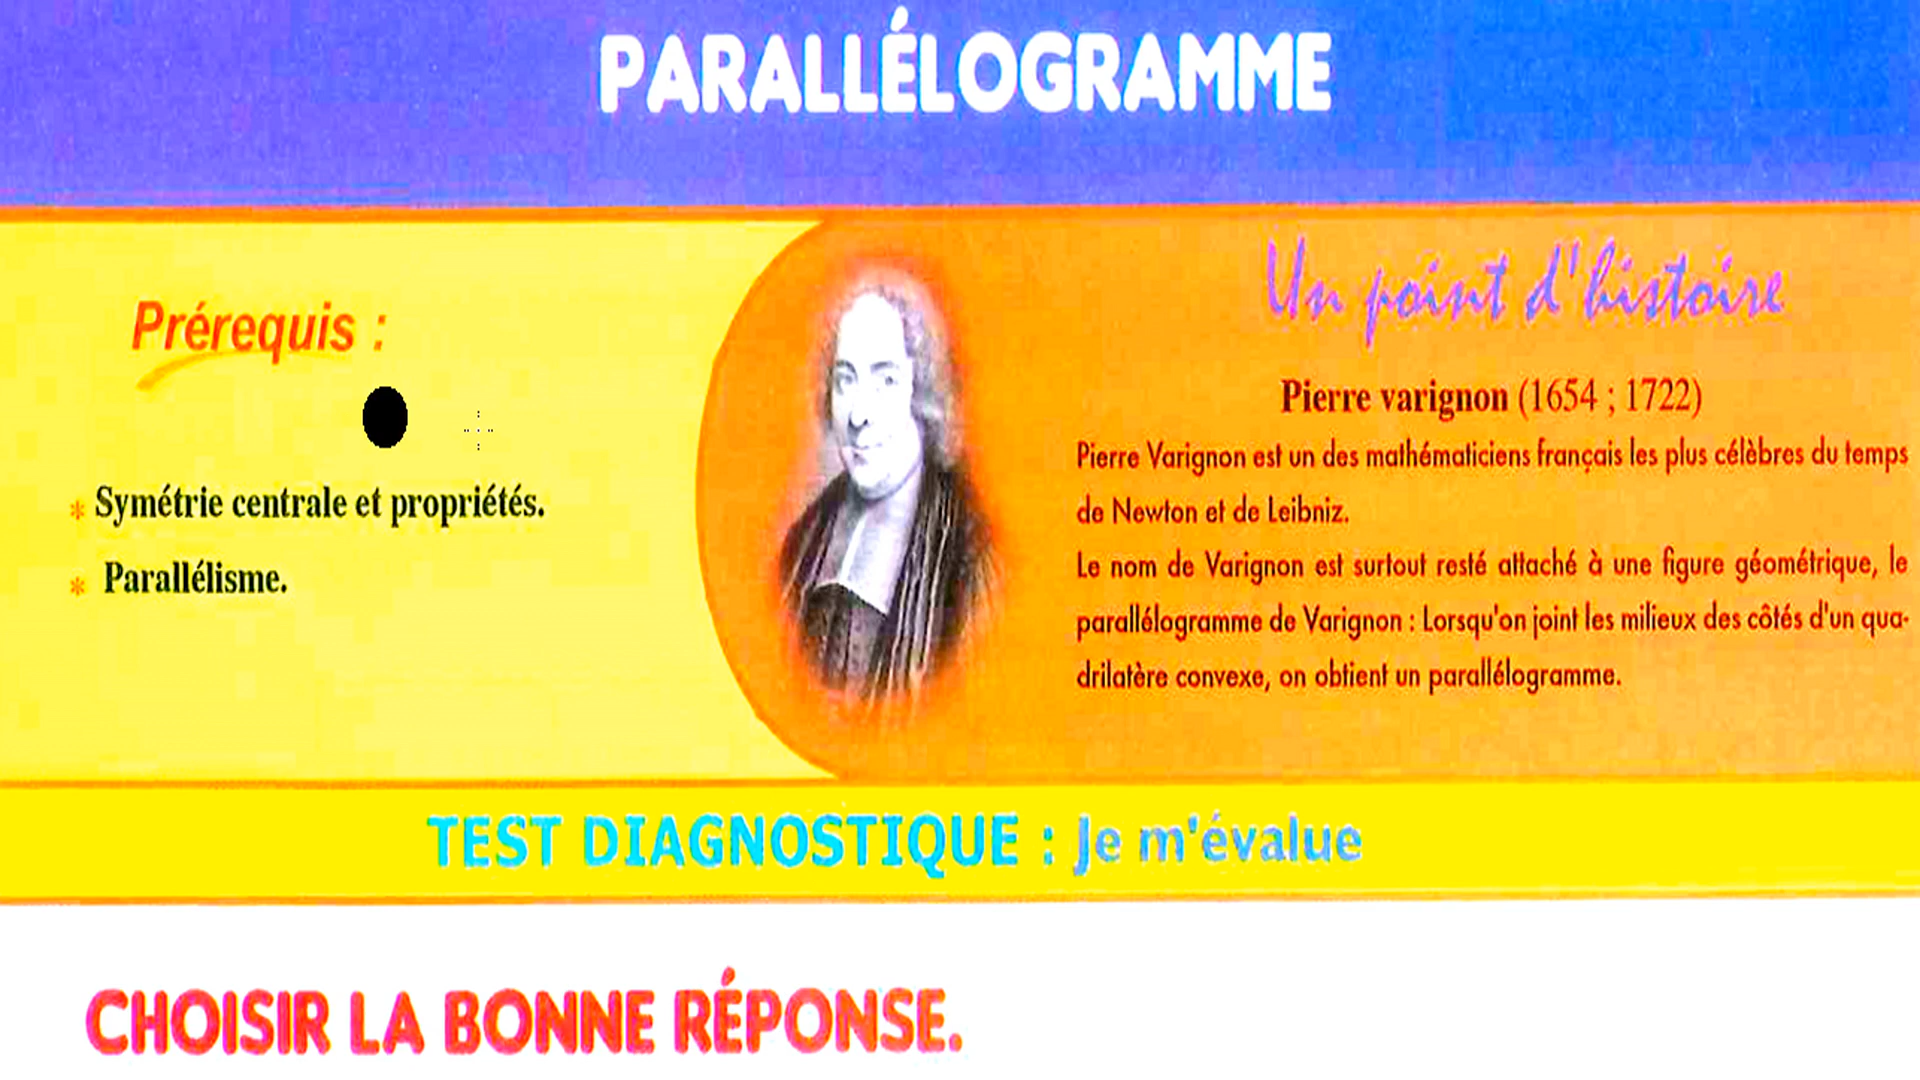 PARALLÉLOGRAMME
Prérequis :
* Symétrie centrale et propriétés.
* Parallélisme.
Un point d'histoire
Pierre varignon (1654 ; 1722)
Pierre Varignon est un des mathématiciens français les plus célèbres du temps
de Newton et de Leibniz.
Le nom de Varignon est surtout resté attaché à une figure géométrique, le
parallélogramme de Varignon : Lorsqu'on joint les milieux des côtés d'un qua-
drilatère convexe, on obtient un parallélogramme.
TEST DIAGNOSTIQUE : Je m'évalue
CHOISIR LA BONNE RÉPONSE.